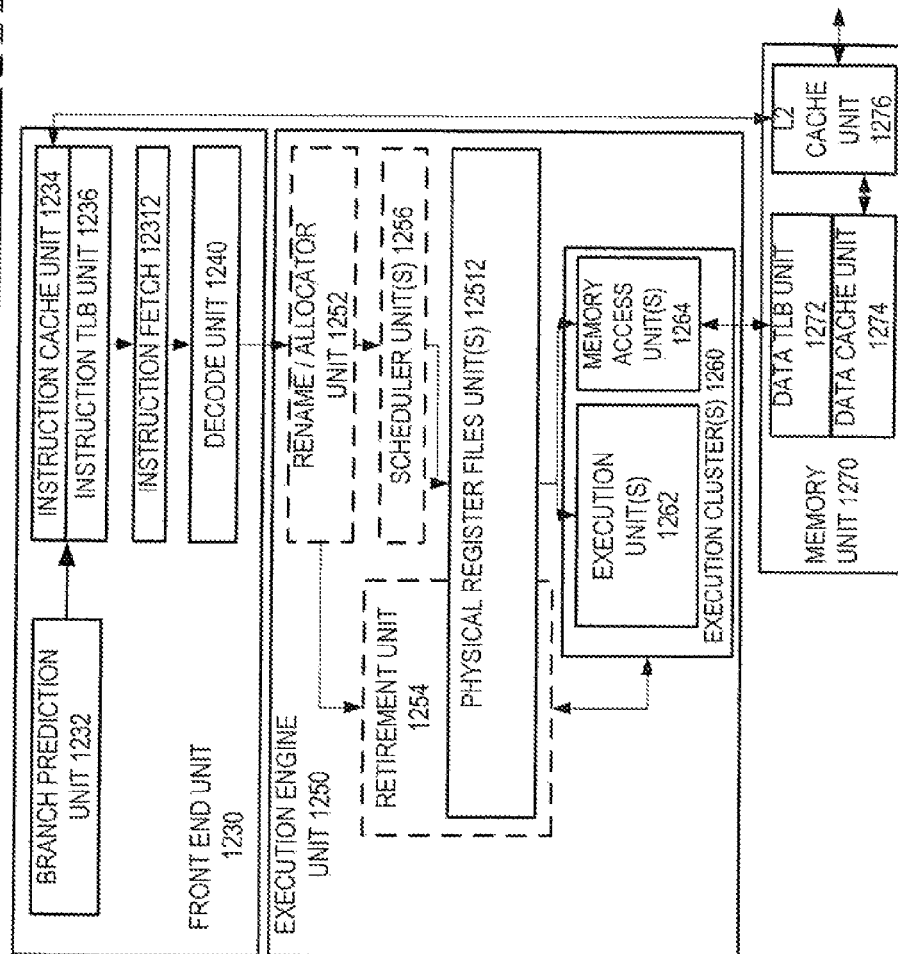 BRANCH PREDICTION
UNIT 1232
INSTRUCTION CACHE UNIT 1234
INSTRUCTION TLB UNIT 1236
INSTRUCTION FETCH 12312
DECODE UNIT 1240
FRONT END UNIT
1230
EXECUTION ENGINE
UNIT 1250
RENAME / ALLOCATOR
UNIT 1252
SCHEDULER UNIT(S) 1256
RETIREMENT UNIT
1254
PHYSICAL REGISTER FILES UNIT(S) 12512
EXECUTION
UNIT(S)
1262
MEMORY
ACCESS
UNIT(S)
1264
EXECUTION CLUSTER(S) 1260
MEMORY
UNIT 1270
DATA TLB UNIT
1272
DATA CACHE UNIT
1274
L2
CACHE
UNIT
1276